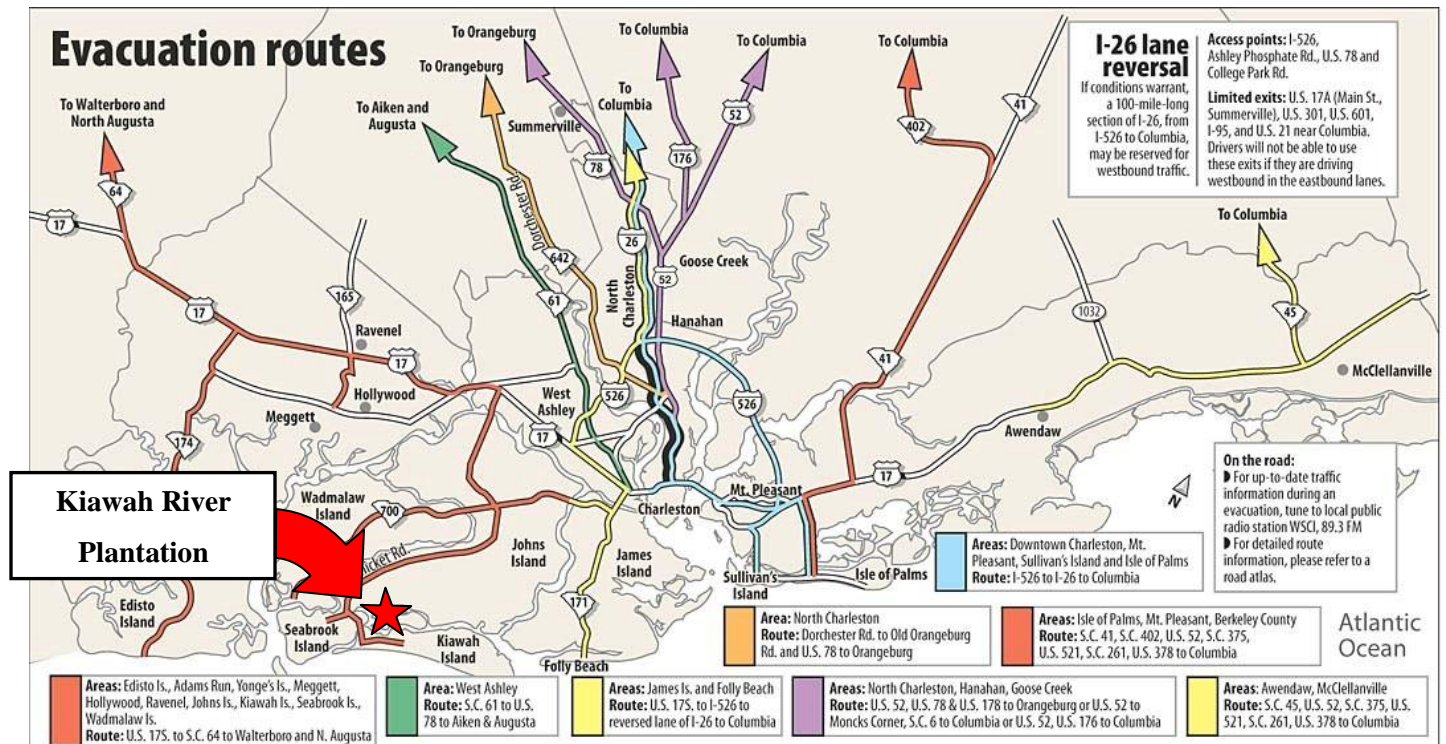 Evacuation routes
To Orangeburg
To Columbia
To Columbia
To Columbia
To Orangeburg
To Walterboro and
North Augusta
To Aiken and
Augusta
To
Columbia
Summerville
I-26 lane
reversal
If conditions warrant,
a 100-mile-long
section of I-26, from
I-526 to Columbia,
may be reserved for
westbound traffic.
Access points: I-526,
Ashley Phosphate Rd., U.S. 78 and
College Park Rd.
Limited exits: U.S. 17A (Main St.,
Summerville), U.S. 301, U.S. 601,
I-95, and U.S. 21 near Columbia.
Drivers will not be able to use
these exits if they are driving
westbound in the eastbound lanes.
41
52
402
176
78
64
17
Dorchester Rd.
To Columbia
26
642
Goose Creek
52
61
165
17
North
Charleston
Hanahan
1032
45
Ravenel
17
41
McClellanville
Hollywood
West
Ashley
526
526
Meggett
17
Awendaw
174
17
Mt. Pleasant
N
On the road:
For up-to-date traffic
information during an
evacuation, tune to local public
radio station WSCI, 89.3 FM
For detailed route
information, please refer to a
road atlas.
Kiawah River
Plantation
Wadmalaw
Island
700
Charleston
Johns
Island
James
Island
Sullivan's
Island
Isle of Palms
Areas: Downtown Charleston, Mt.
Pleasant, Sullivan's Island and Isle of Palms
Route: I-526 to I-26 to Columbia
Rd.
Edisto
Island
171
Seabrook
Island
Kiawah
Island
Folly Beach
Area: North Charleston
Route: Dorchester Rd. to Old Orangeburg
Rd. and U.S. 78 to Orangeburg
Areas: Isle of Palms, Mt. Pleasant, Berkeley County
Route: S.C. 41, S.C. 402, U.S. 52, S.C. 375,
U.S. 521, S.C. 261, U.S. 378 to Columbia
Atlantic
Ocean
Areas: Edisto Is., Adams Run, Yonge's Is., Meggett,
Hollywood, Ravenel, Johns Is., Kiawah Is., Seabrook Is.,
Wadmalaw Is.
Route: U.S. 17S. to S.C. 64 to Walterboro and N. Augusta
Area: West Ashley
Route: S.C. 61 to U.S.
78 to Aiken & Augusta
Areas: James Is. and Folly Beach
Route: U.S. 17S. to I-526 to
reversed lane of I-26 to Columbia
Areas: North Charleston, Hanahan, Goose Creek
Route: U.S. 52, U.S. 78 & U.S. 178 to Orangeburg or U.S. 52 to
Moncks Corner, S.C. 6 to Columbia or U.S. 52, U.S. 176 to Columbia
Areas: Awendaw, McClellanville
Route: S.C. 45, U.S. 52, S.C. 375, U.S.
521, S.C. 261, U.S. 378 to Columbia